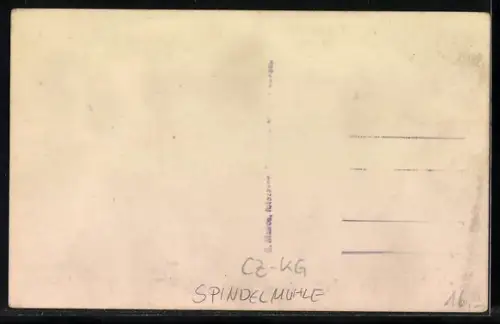 CZ-KG
SPINDELMÜHLE
16,-